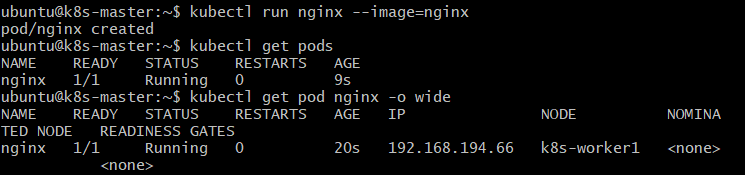 ubuntu@k8s-master:~$ kubectl run nginx --image=nginx
pod/nginx created
ubuntu@k8s-master:~$ kubectl get pods
NAME    READY   STATUS    RESTARTS   AGE
nginx   1/1     Running   0          9s
ubuntu@k8s-master:~$ kubectl get pod nginx -o wide
NAME    READY   STATUS    RESTARTS   AGE   IP               NODE          NOMINA
TED NODE   READINESS GATES
nginx   1/1     Running   0          20s   192.168.194.66   k8s-worker1   <none>
           <none>